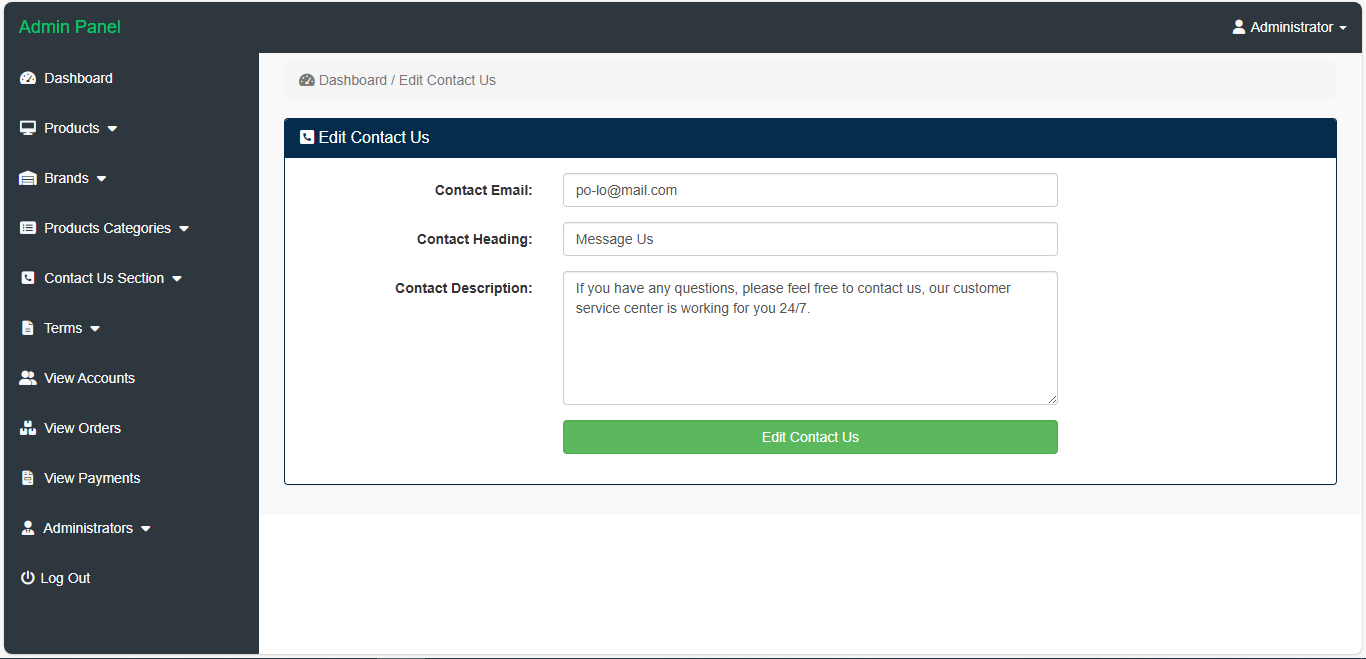 Admin Panel
Administrator
Dashboard
Products
Brands
Products Categories
Contact Us Section
Terms
View Accounts
View Orders
View Payments
Administrators
Log Out
Dashboard / Edit Contact Us
Edit Contact Us
Contact Email:
po-lo@mail.com
Contact Heading:
Message Us
Contact Description:
If you have any questions, please feel free to contact us, our customer
service center is working for you 24/7.
Edit Contact Us